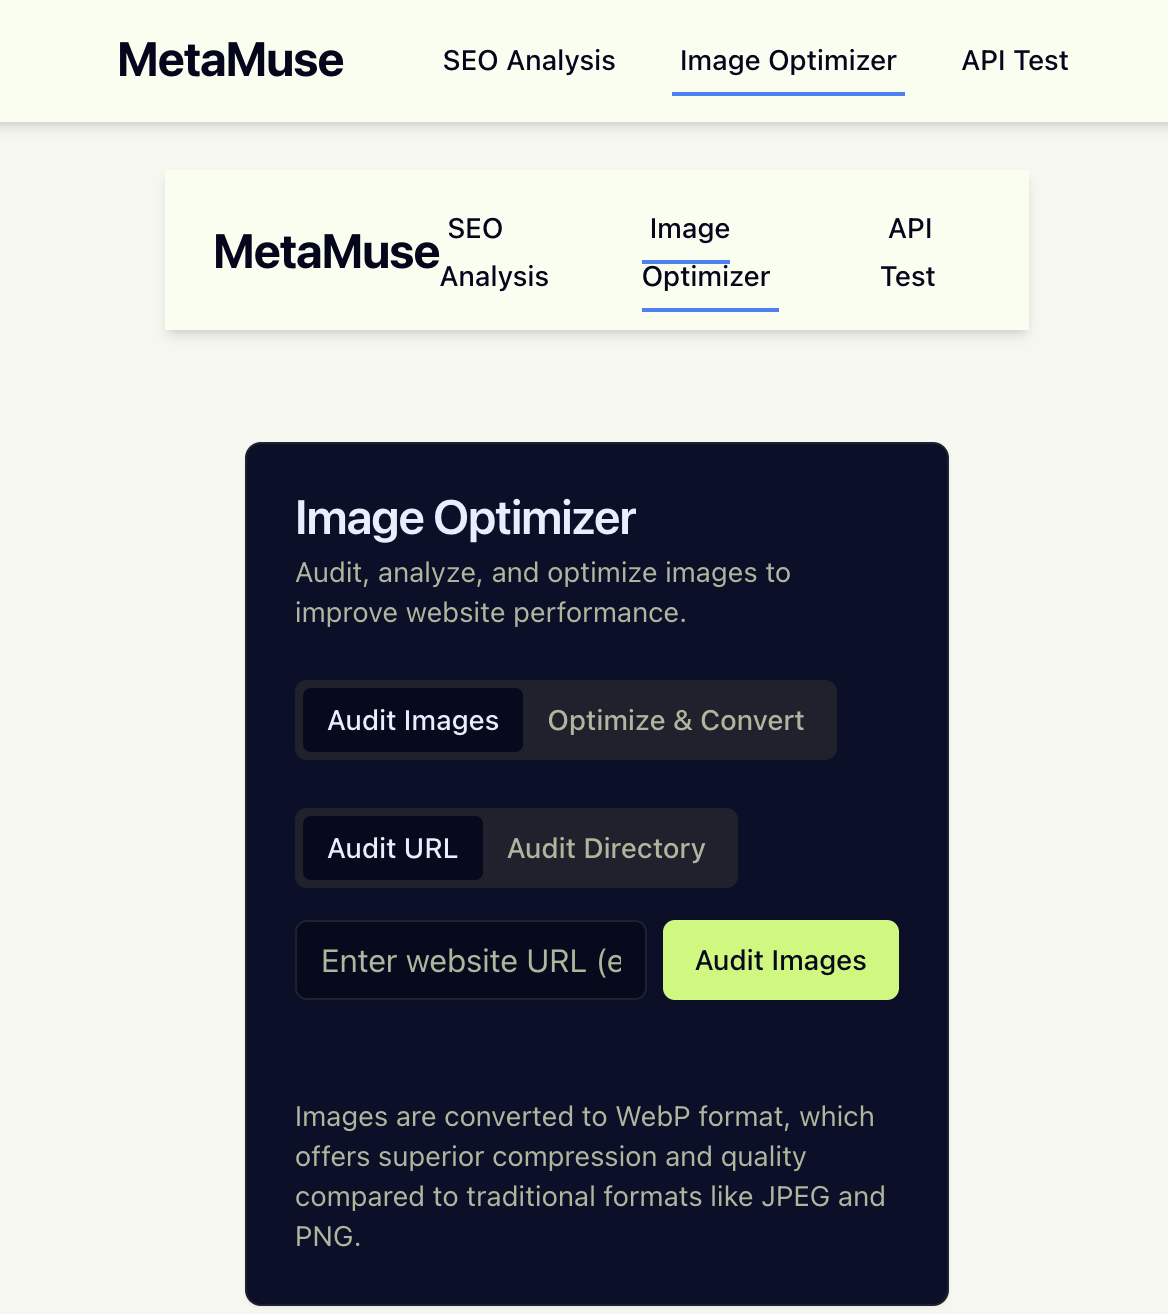 MetaMuse SEO Analysis Image Optimizer API Test
MetaMuse
SEO Image API
Analysis Optimizer Test
Image Optimizer
Audit, analyze, and optimize images to
improve website performance.
Audit Images Optimize & Convert
Audit URL Audit Directory
Enter website URL (e Audit Images
Images are converted to WebP format, which
offers superior compression and quality
compared to traditional formats like JPEG and
PNG.